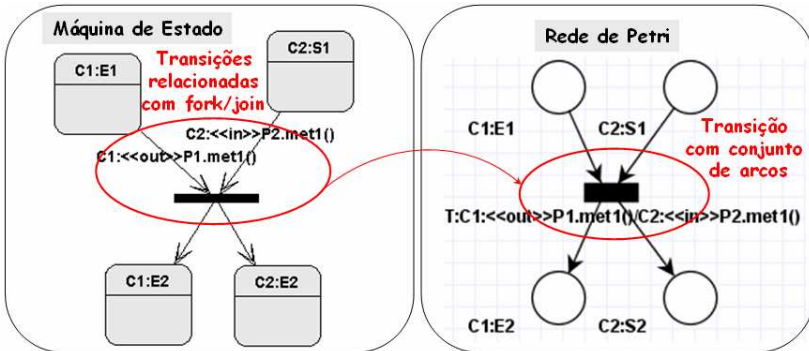 Máquina de Estado
C1:E1
C2:S1
Transições
relacionadas
com fork/join
C2:<<in>>P2.met1()
C1:<<out>>P1.met1()
C1:E2
C2:E2
Rede de Petri
C1:E1
C2:S1
Transição
com conjunto
de arcos
T:C1:<<out>>P1.met1()/C2:<<in>>P2.met1()
C1:E2
C2:S2